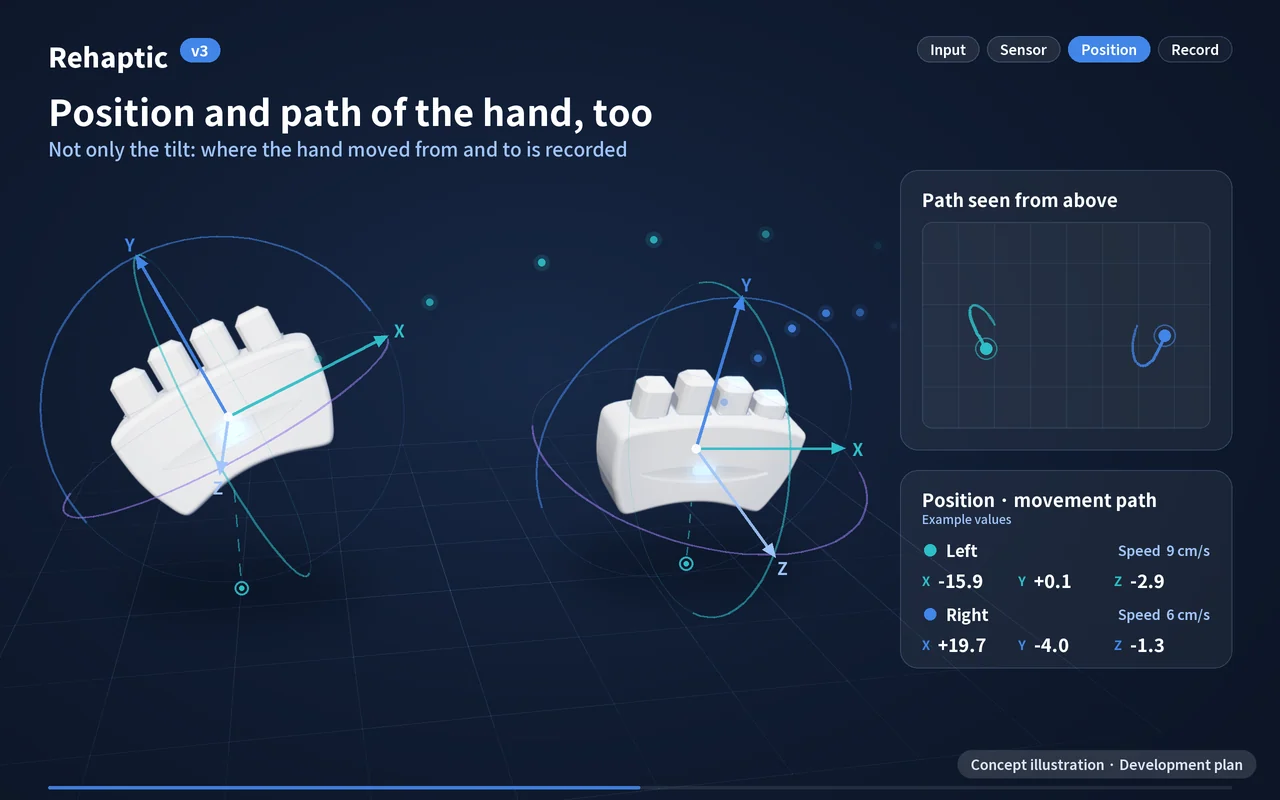 Rehaptic v3
Input Sensor Position Record
Position and path of the hand, too
Not only the tilt: where the hand moved from and to is recorded
Path seen from above
Y
X
Z
Y
X
Z
Position · movement path
Example values
Left Speed 9 cm/s
X -15.9 Y +0.1 Z -2.9
Right Speed 6 cm/s
X +19.7 Y -4.0 Z -1.3
Concept illustration · Development plan